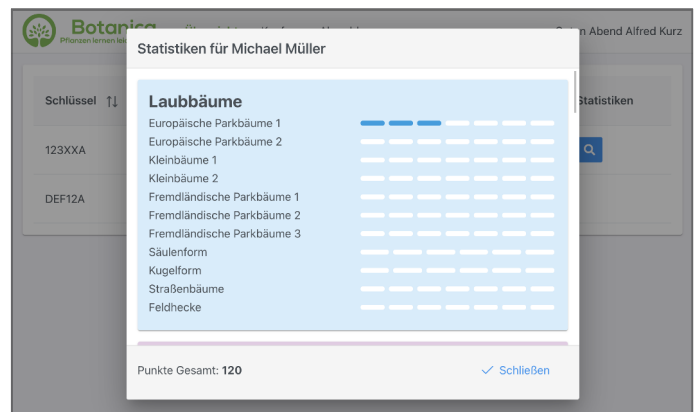 Botanica
Pflanzen lernen
Guten Abend Alfred Kurz
Statistiken für Michael Müller
Schlüssel
Statistiken
Laubbäume
Europäische Parkbäume 1
Europäische Parkbäume 2
Kleinbäume 1
Kleinbäume 2
Fremdländische Parkbäume 1
Fremdländische Parkbäume 2
Fremdländische Parkbäume 3
Säulenform
Kugelform
Straßenbäume
Feldhecke
123XXA
DEF12A
Punkte Gesamt: 120
Schließen